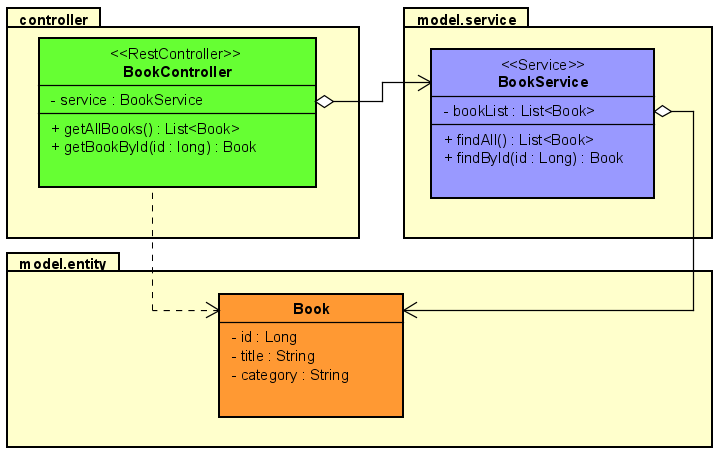 controller
<<RestController>>
BookController
- service : BookService
+ getAllBooks() : List<Book>
+ getBookById(id : long) : Book
model.service
<<Service>>
BookService
- bookList : List<Book>
+ findAll() : List<Book>
+ findById(id : Long) : Book
model.entity
Book
- id : Long
- title : String
- category : String